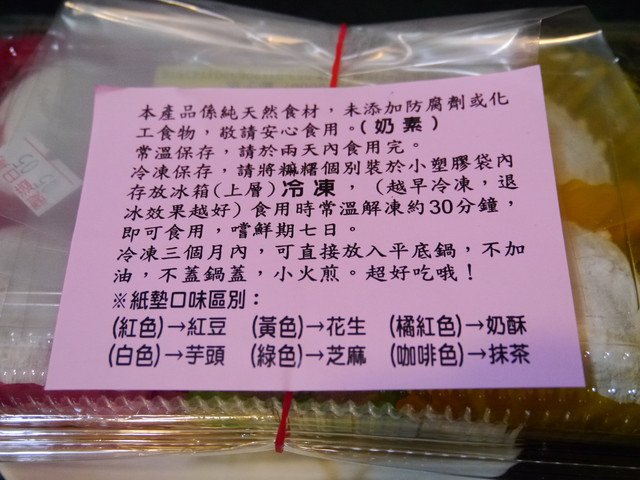 本產品係純天然食材，未添加防腐劑或化
工食物，敬請安心食用。(奶素)
常溫保存，請於兩天內食用完。
冷凍保存，請將麻糬個別裝於小塑膠袋內
存放冰箱(上層)冷凍，（越早冷凍，退
冰效果越好）食用時常溫解凍約30分鐘，
即可食用，嚐鮮期七日。
冷凍三個月內，可直接放入平底鍋，不加
油，不蓋鍋蓋，小火煎。超好吃哦！
※紙墊口味區別：
(紅色)→紅豆 (黃色)→花生 (橘紅色)→奶酥
(白色)→芋頭 (綠色)→芝麻 (咖啡色)→抹茶